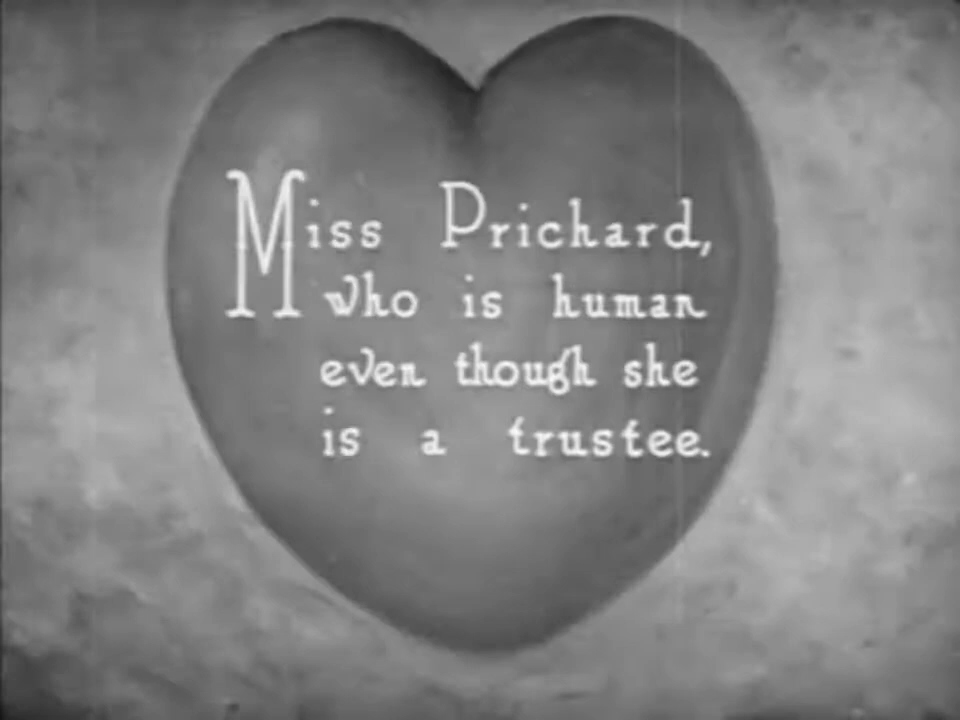 Miss Prichard,
who is human
even though she
is a trustee.